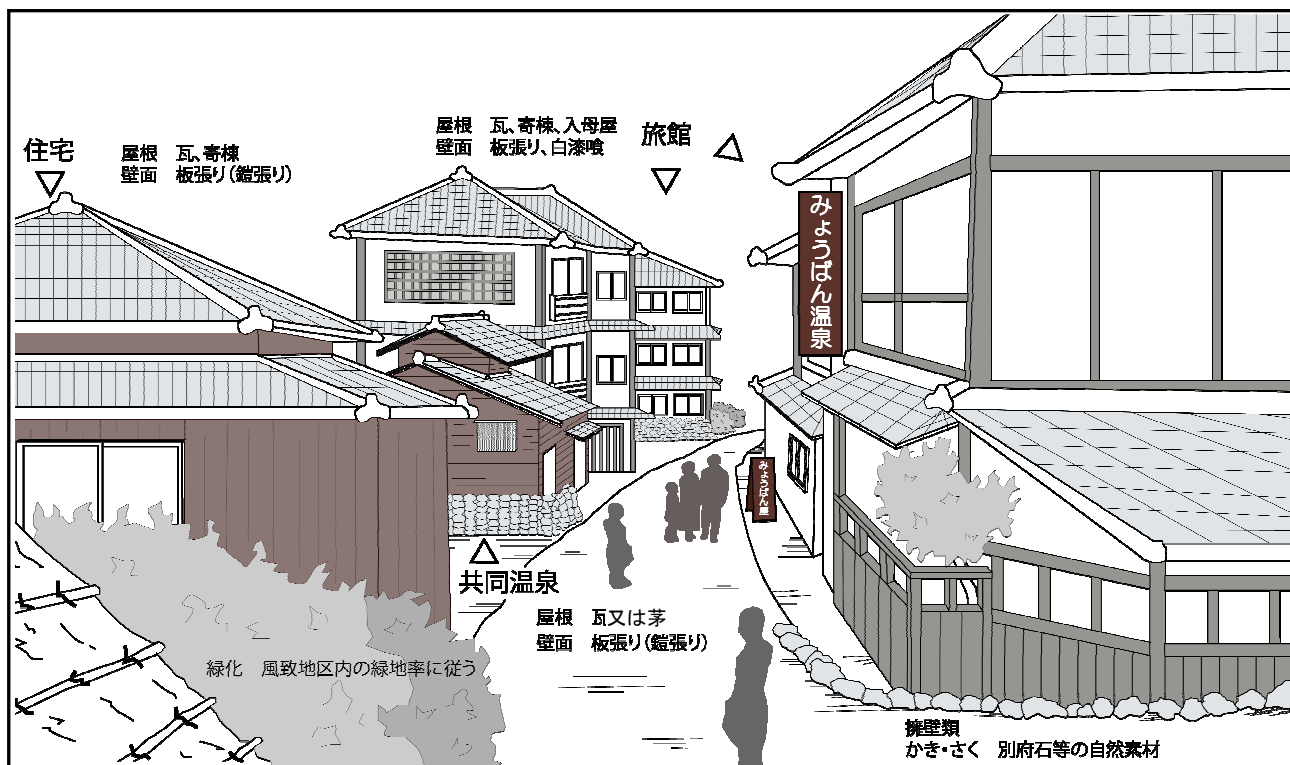 住宅
屋根　瓦、寄棟
壁面　板張り（鎧張り）
屋根　瓦、寄棟、入母屋
壁面　板張り、白漆喰
旅館
みょうばん温泉
みょうばん屋
共同温泉
屋根　瓦又は茅
壁面　板張り（鎧張り）
緑化　風致地区内の緑地率に従う
擁壁類
かき・さく　別府石等の自然素材